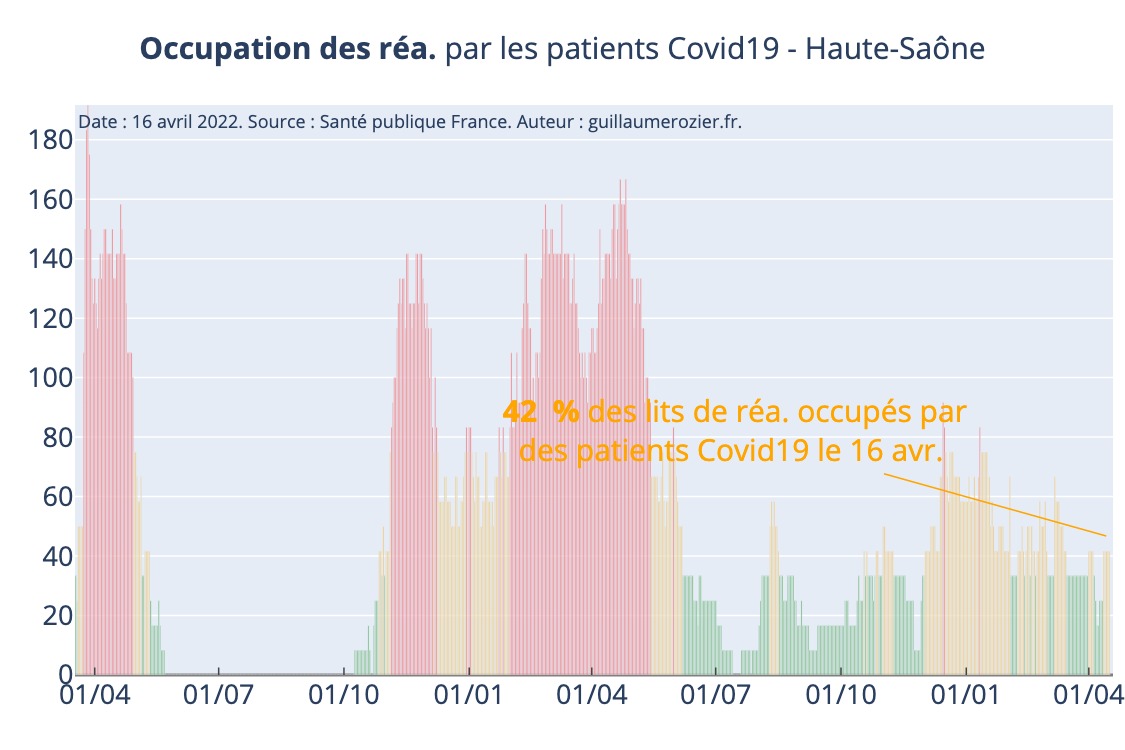 Occupation des réa. par les patients Covid19 - Haute-Saône
Date : 16 avril 2022. Source : Santé publique France. Auteur : guillaumerozier.fr.
180
160
140
120
100
80
60
40
20
0
42 % des lits de réa. occupés par
des patients Covid19 le 16 avr.
01/04 01/07 01/10 01/01 01/04 01/07 01/10 01/01 01/04